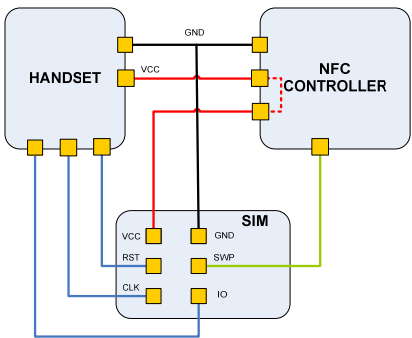 GND
VCC
HANDSET
NFC
CONTROLLER
SIM
VCC
GND
RST
SWP
CLK
IO